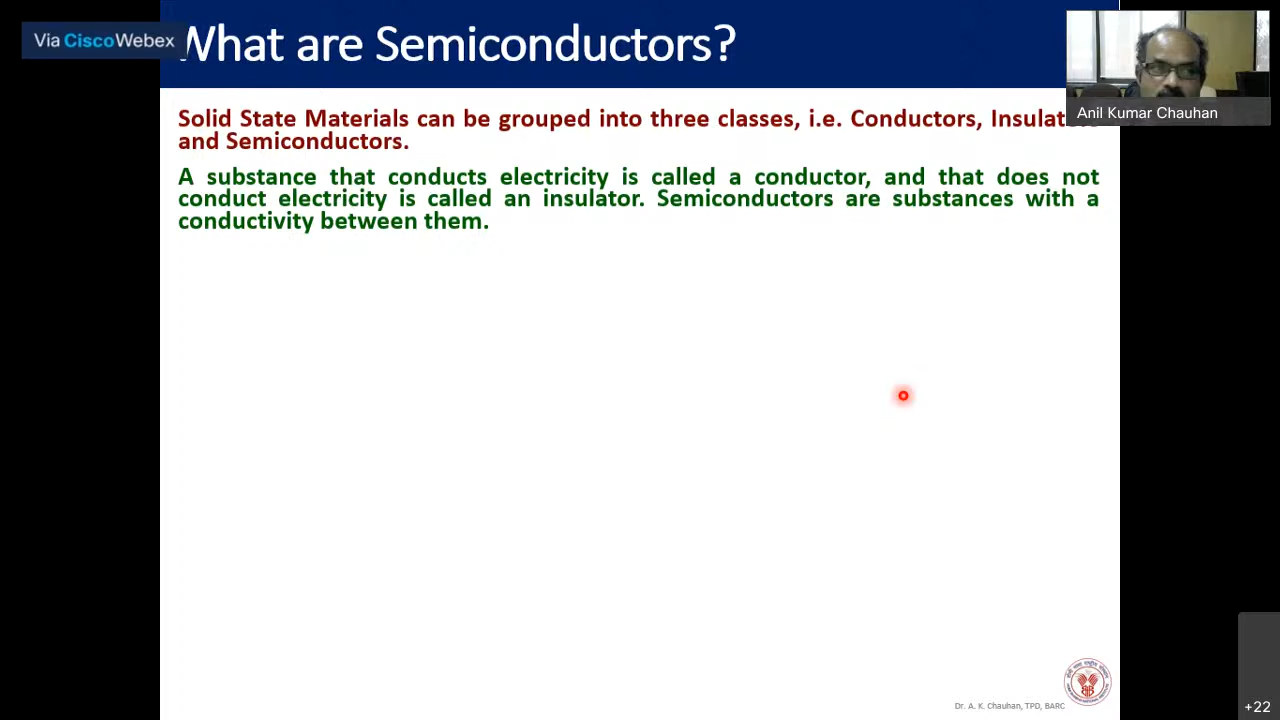 Via CiscoWebex
What are Semiconductors?
Anil Kumar Chauhan
Solid State Materials can be grouped into three classes, i.e. Conductors,
and Semiconductors.
A substance that conducts electricity is called a conductor, and that does not
conduct electricity is called an insulator. Semiconductors are substances with a
conductivity between them.
Dr. A. K. Chauhan, TPD, BARC
+22